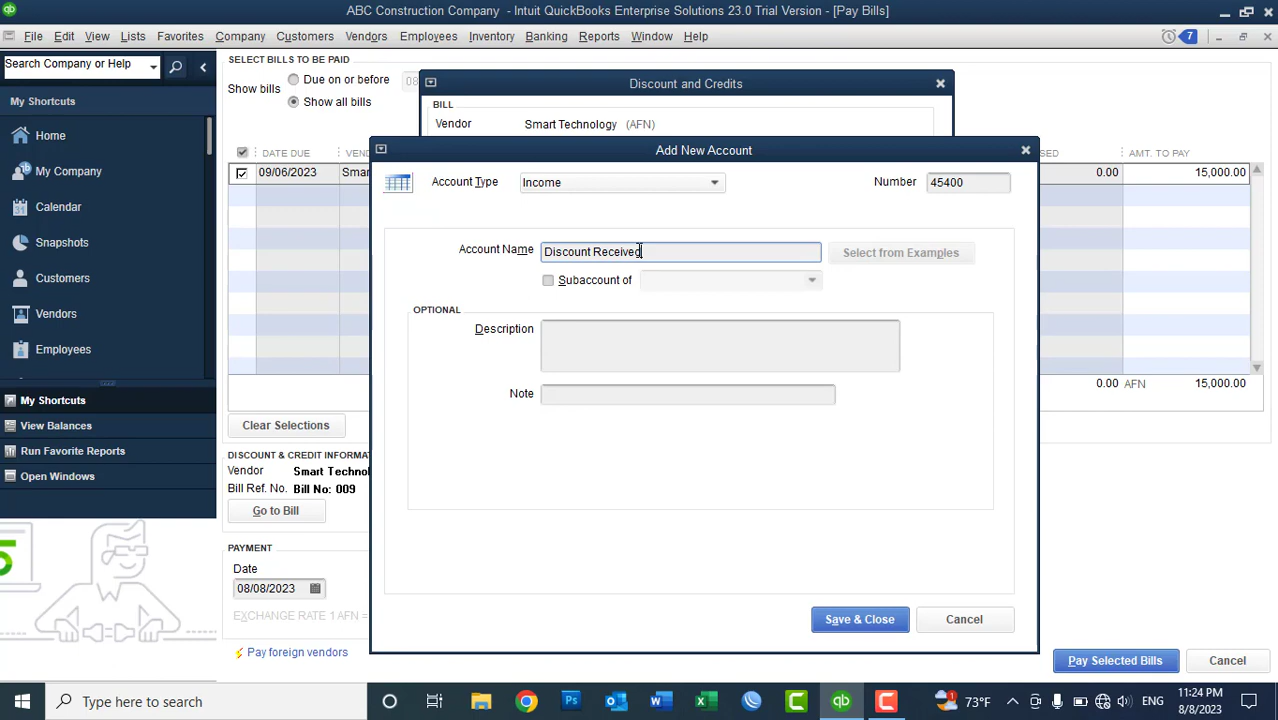 ABC Construction Company - Intuit QuickBooks Enterprise Solutions 23.0 Trial Version - [Pay Bills]
File Edit View Lists Favorites Company Customers Vendors Employees Inventory Banking Reports Window Help 7
Search Company or Help
My Shortcuts
Home
My Company
Calendar
Snapshots
Customers
Vendors
Employees
My Shortcuts
View Balances
Run Favorite Reports
Open Windows
SELECT BILLS TO BE PAID
Show bills
Due on or before
08
Show all bills
DATE DUE
09/06/2023
AMT. TO PAY
0.00 15,000.00
0.00 AFN 15,000.00
Clear Selections
Vendor
Bill Ref. No. Bill No: 009
Go to Bill
PAYMENT
Date
08/08/2023
EXCHANGE RATE 1 AFN =
Pay foreign vendors
Pay Selected Bills
Cancel
Discount and Credits
BILL
Vendor Smart Technology (AFN)
Add New Account
Account Type Income Number 45400
Account Name Discount Received Select from Examples
Subaccount of
OPTIONAL
Description
Note
Save & Close Cancel
Type here to search
73°F
ENG
11:24 PM
8/8/2023